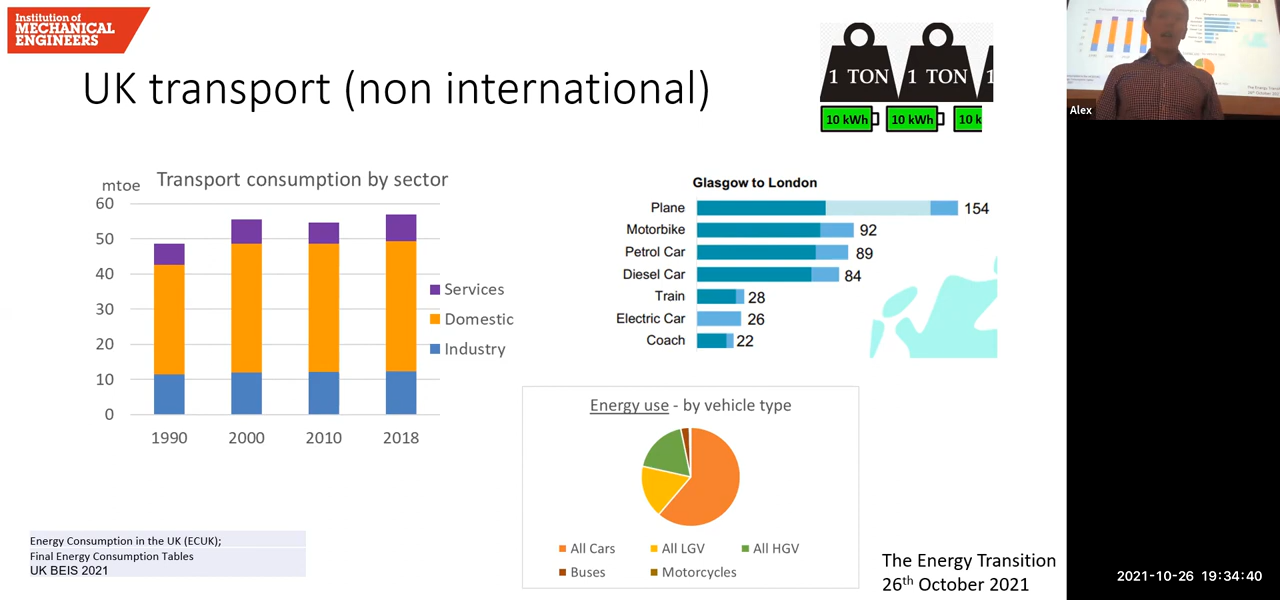 Institution of
MECHANICAL
ENGINEERS
UK transport (non international)
1 TON
1 TON
1
10 kWh
10 kWh
10 k
Alex
mtoe
Transport consumption by sector
60
50
40
30
20
10
0
1990
2000
2010
2018
Services
Domestic
Industry
Glasgow to London
Plane 154
Motorbike 92
Petrol Car 89
Diesel Car 84
Train 28
Electric Car 26
Coach 22
Energy use - by vehicle type
All Cars
All LGV
All HGV
Buses
Motorcycles
Energy Consumption in the UK (ECUK);
Final Energy Consumption Tables
UK BEIS 2021
The Energy Transition
26th October 2021
2021-10-26 19:34:40